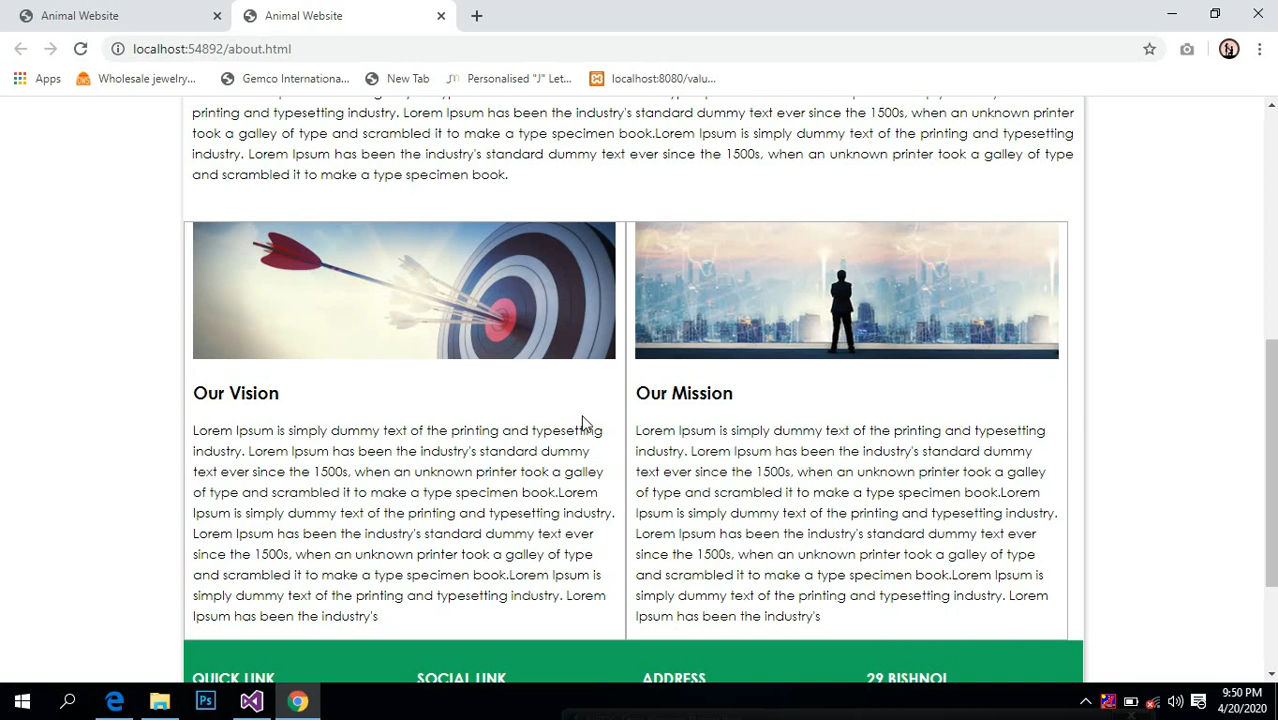 Animal Website
Animal Website
localhost:54892/about.html
Apps
Wholesale jewelry...
Gemco Internationa...
New Tab
Personalised "J" Let...
localhost:8080/valu...
printing and typesetting industry. Lorem Ipsum has been the industry's standard dummy text ever since the 1500s, when an unknown printer
took a galley of type and scrambled it to make a type specimen book.Lorem Ipsum is simply dummy text of the printing and typesetting
industry. Lorem Ipsum has been the industry's standard dummy text ever since the 1500s, when an unknown printer took a galley of type
and scrambled it to make a type specimen book.
Our Vision
Lorem Ipsum is simply dummy text of the printing and typesetting
industry. Lorem Ipsum has been the industry's standard dummy
text ever since the 1500s, when an unknown printer took a galley
of type and scrambled it to make a type specimen book.Lorem
Ipsum is simply dummy text of the printing and typesetting industry.
Lorem Ipsum has been the industry's standard dummy text ever
since the 1500s, when an unknown printer took a galley of type
and scrambled it to make a type specimen book.Lorem Ipsum is
simply dummy text of the printing and typesetting industry. Lorem
Ipsum has been the industry's
Our Mission
Lorem Ipsum is simply dummy text of the printing and typesetting
industry. Lorem Ipsum has been the industry's standard dummy
text ever since the 1500s, when an unknown printer took a galley
of type and scrambled it to make a type specimen book.Lorem
Ipsum is simply dummy text of the printing and typesetting industry.
Lorem Ipsum has been the industry's standard dummy text ever
since the 1500s, when an unknown printer took a galley of type
and scrambled it to make a type specimen book.Lorem Ipsum is
simply dummy text of the printing and typesetting industry. Lorem
Ipsum has been the industry's
QUICK LINK
SOCIAL LINK
ADDRESS
29 BISHNOI
Ps
9:50 PM
4/20/2020